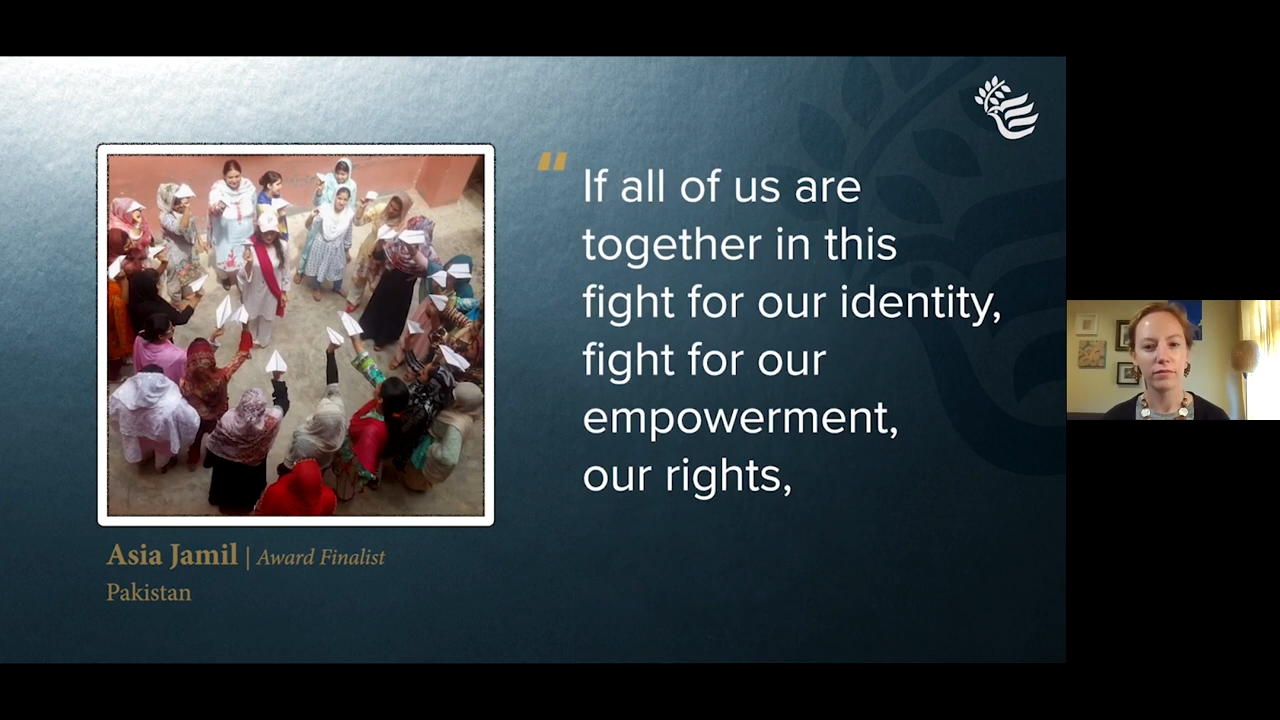 “
If all of us are
together in this
fight for our identity,
fight for our
empowerment,
our rights,
Asia Jamil | Award Finalist
Pakistan